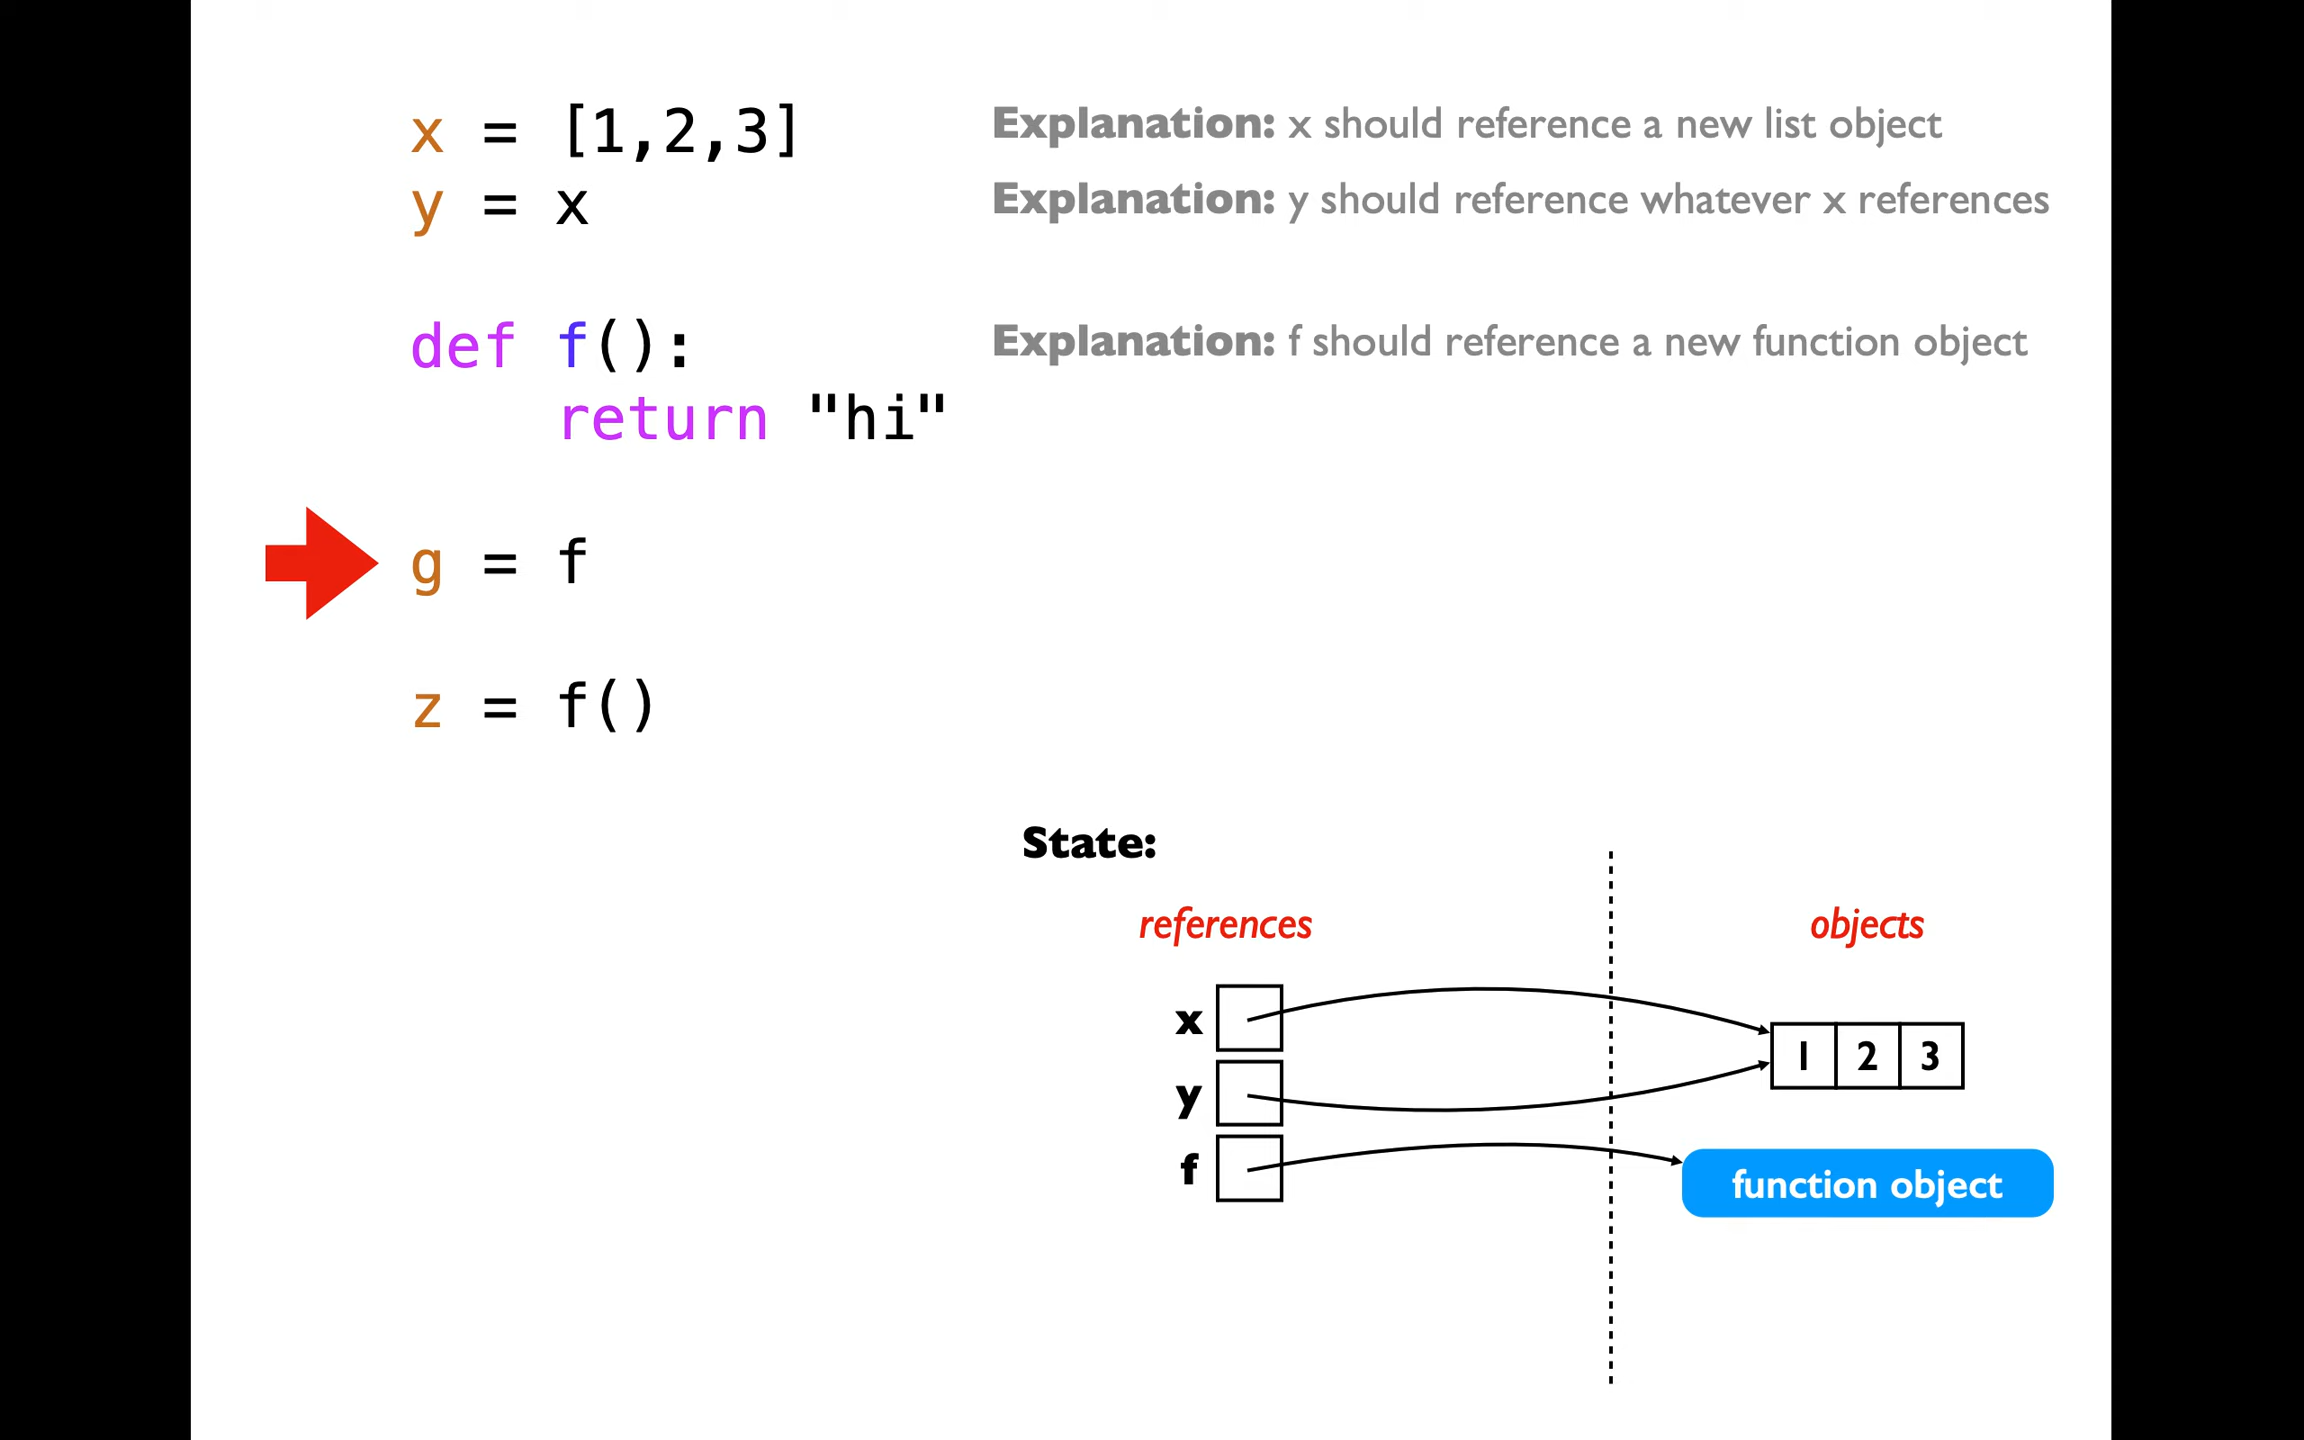 x = [1,2,3]
Explanation: x should reference a new list object
y = x
Explanation: y should reference whatever x references
def f():
Explanation: f should reference a new function object
    return "hi"
g = f
z = f()
State:
references
objects
x
1 2 3
y
f
function object